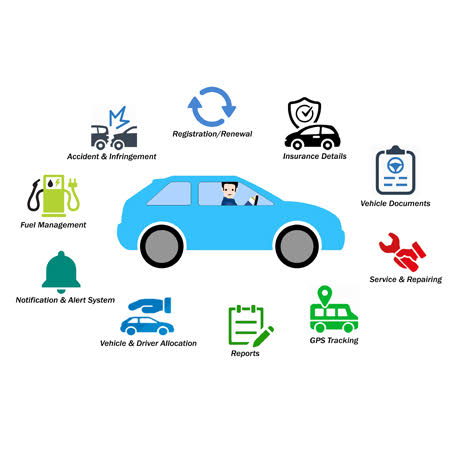 Registration/Renewal
Accident & Infringement
Insurance Details
Vehicle Documents
Fuel Management
Service & Repairing
Notification & Alert System
Vehicle & Driver Allocation
GPS Tracking
Reports